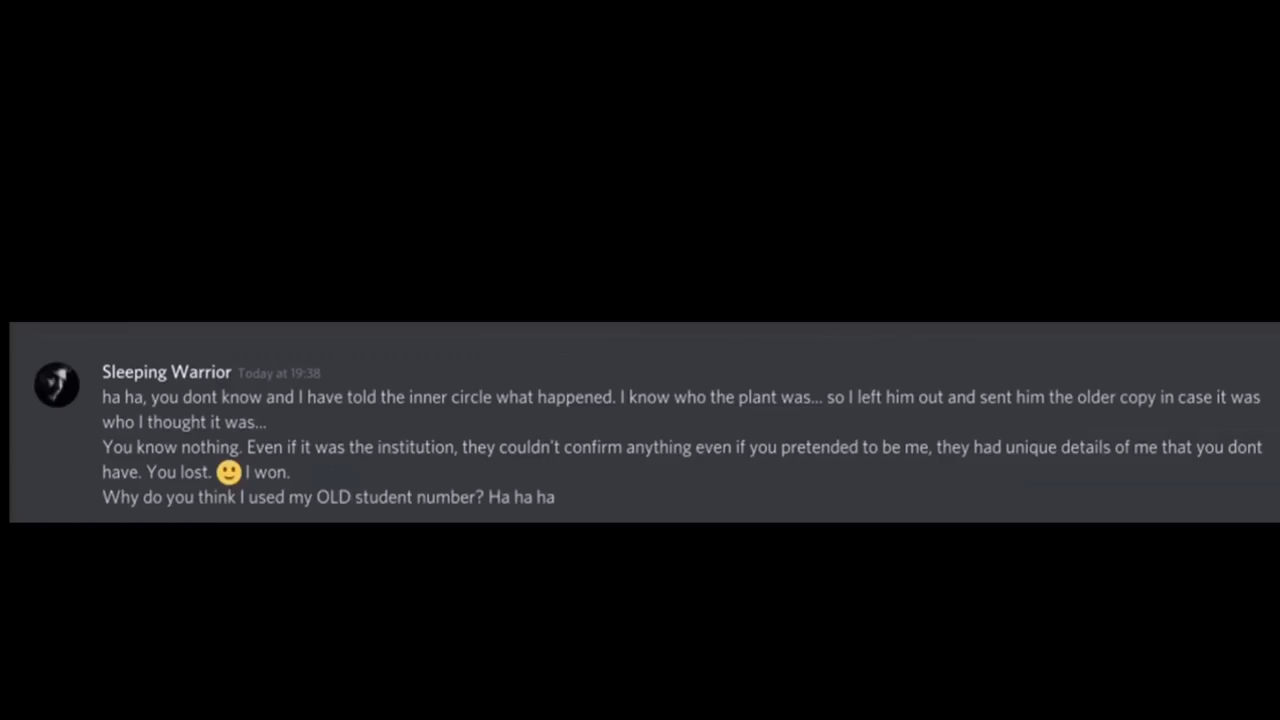 Sleeping Warrior Today at 19:38
ha ha, you dont know and I have told the inner circle what happened. I know who the plant was... so I left him out and sent him the older copy in case it was
who I thought it was...
You know nothing. Even if it was the institution, they couldn't confirm anything even if you pretended to be me, they had unique details of me that you dont
have. You lost. 🙂 I won.
Why do you think I used my OLD student number? Ha ha ha